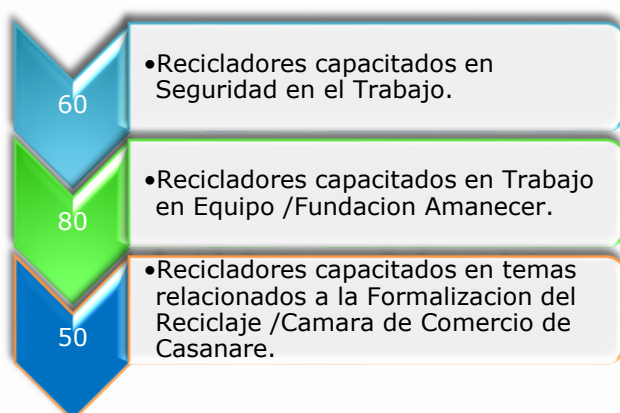 60
•Recicladores capacitados en
Seguridad en el Trabajo.
80
•Recicladores capacitados en Trabajo
en Equipo /Fundacion Amanecer.
50
•Recicladores capacitados en temas
relacionados a la Formalizacion del
Reciclaje /Camara de Comercio de
Casanare.